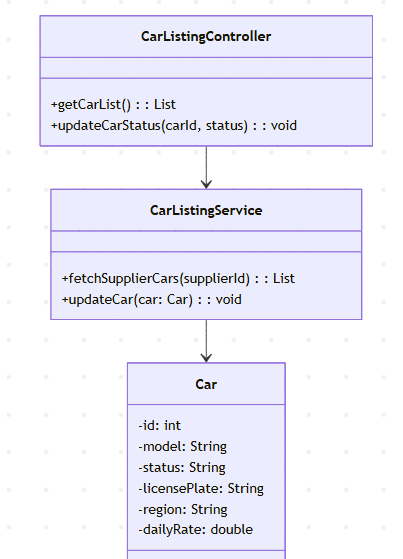 CarListingController
+getCarList() : : List
+updateCarStatus(carId, status) : : void
CarListingService
+fetchSupplierCars(supplierId) : : List
+updateCar(car: Car) : : void
Car
-id: int
-model: String
-status: String
-licensePlate: String
-region: String
-dailyRate: double